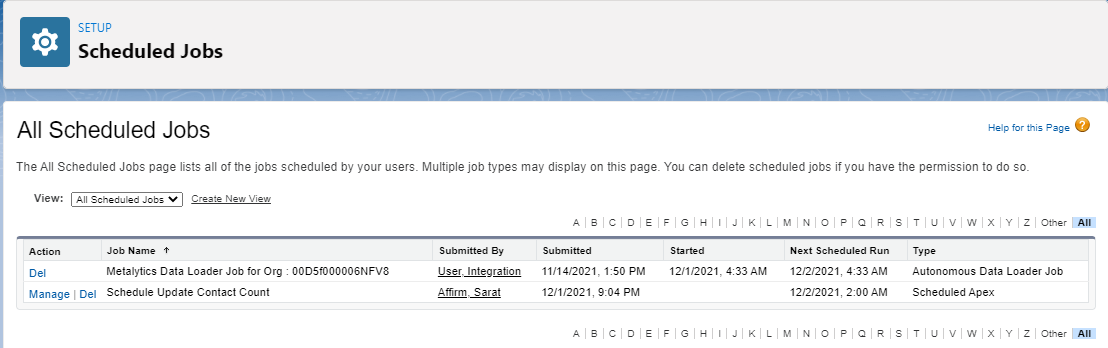 SETUP
Scheduled Jobs
All Scheduled Jobs
Help for this Page ?
The All Scheduled Jobs page lists all of the jobs scheduled by your users. Multiple job types may display on this page. You can delete scheduled jobs if you have the permission to do so.
View: All Scheduled Jobs Create New View
A | B | C | D | E | F | G | H | I | J | K | L | M | N | O | P | Q | R | S | T | U | V | W | X | Y | Z | Other | All
Action Job Name ↑ Submitted By Submitted Started Next Scheduled Run Type
Del Metalytics Data Loader Job for Org : 00D5f000006NFV8 User, Integration 11/14/2021, 1:50 PM 12/1/2021, 4:33 AM 12/2/2021, 4:33 AM Autonomous Data Loader Job
Manage | Del Schedule Update Contact Count Affirm, Sarat 12/1/2021, 9:04 PM 12/2/2021, 2:00 AM Scheduled Apex
A | B | C | D | E | F | G | H | I | J | K | L | M | N | O | P | Q | R | S | T | U | V | W | X | Y | Z | Other | All